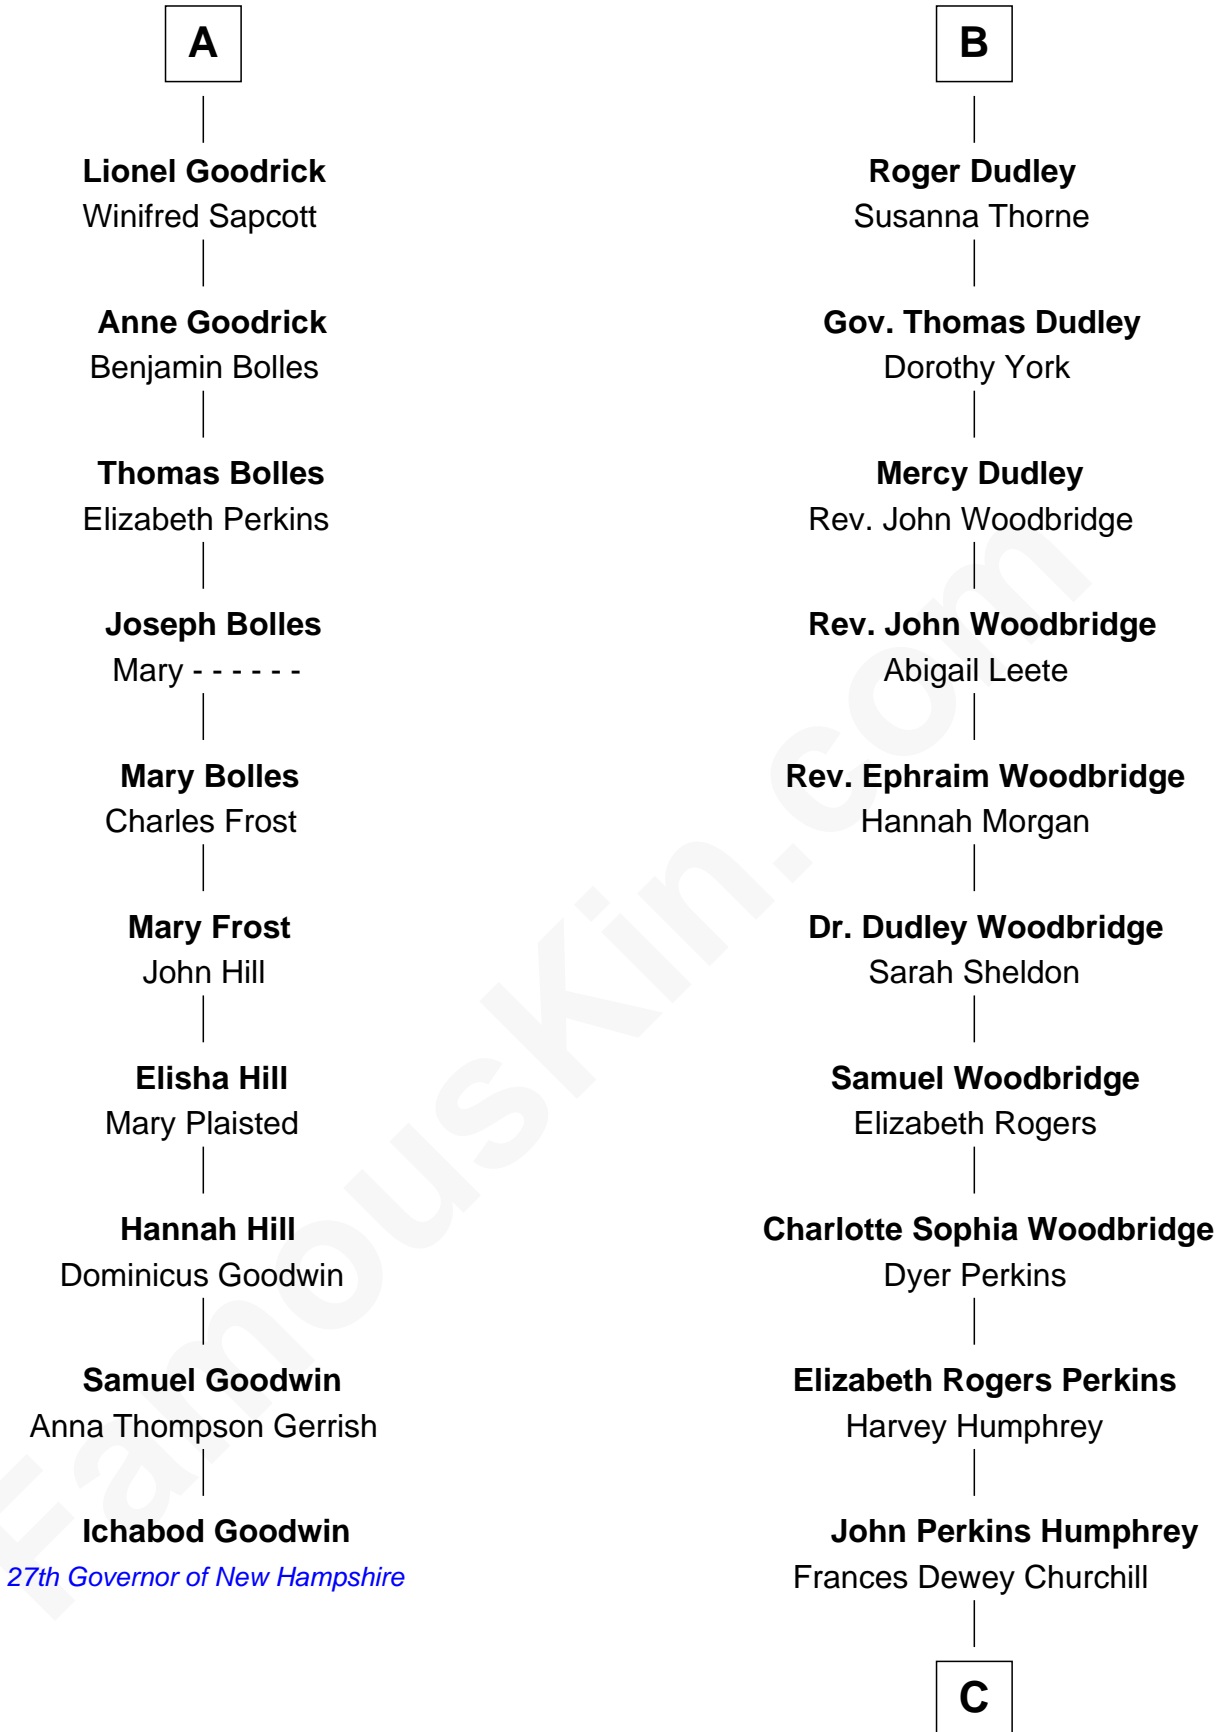 A
Lionel Goodrick
Winifred Sapcott
Anne Goodrick
Benjamin Bolles
Thomas Bolles
Elizabeth Perkins
Joseph Bolles
Mary - - - - - -
Mary Bolles
Charles Frost
Mary Frost
John Hill
Elisha Hill
Mary Plaisted
Hannah Hill
Dominicus Goodwin
Samuel Goodwin
Anna Thompson Gerrish
Ichabod Goodwin
27th Governor of New Hampshire
B
Roger Dudley
Susanna Thorne
Gov. Thomas Dudley
Dorothy York
Mercy Dudley
Rev. John Woodbridge
Rev. John Woodbridge
Abigail Leete
Rev. Ephraim Woodbridge
Hannah Morgan
Dr. Dudley Woodbridge
Sarah Sheldon
Samuel Woodbridge
Elizabeth Rogers
Charlotte Sophia Woodbridge
Dyer Perkins
Elizabeth Rogers Perkins
Harvey Humphrey
John Perkins Humphrey
Frances Dewey Churchill
C
FamousKin.com